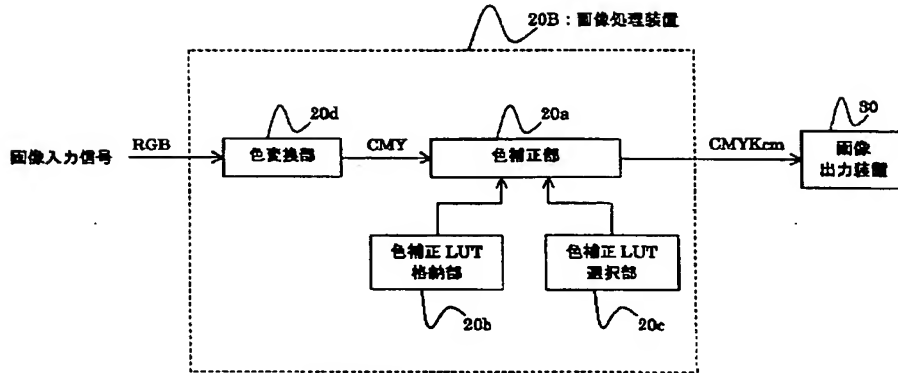 20B：画像処理装置
20d
20a
30
画像入力信号
RGB
色変換部
CMY
色補正部
CMYKcm
画像
出力装置
色補正 LUT
格納部
色補正 LUT
選択部
20b
20c